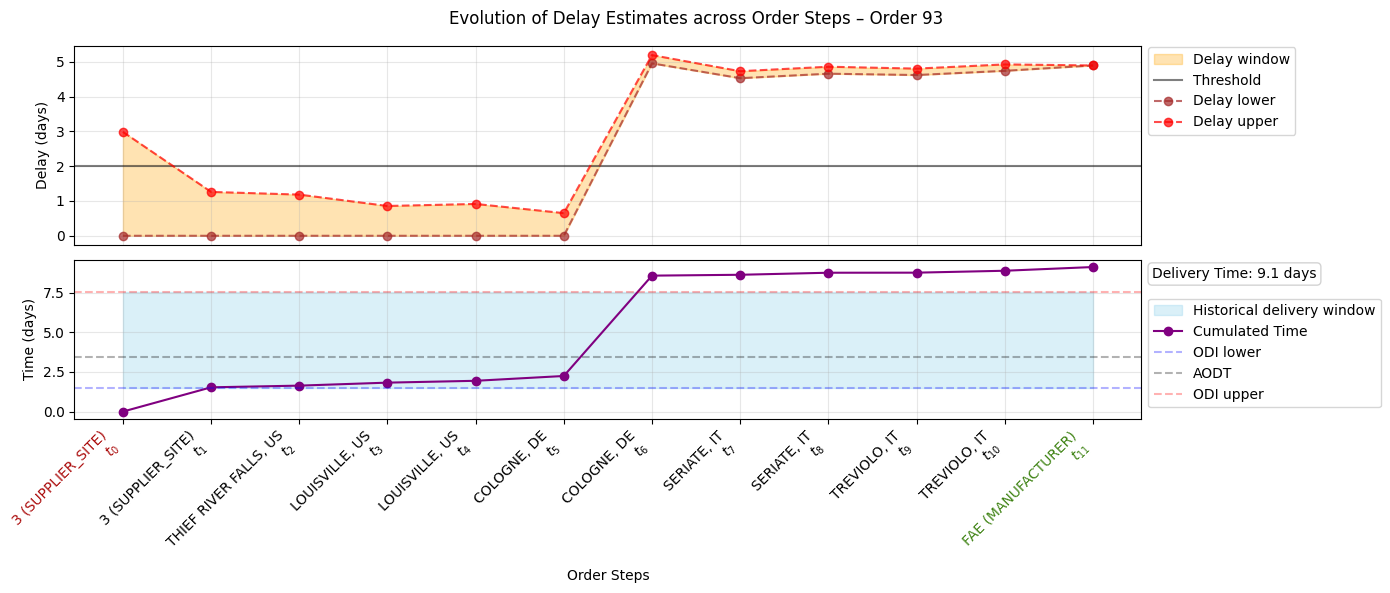 Evolution of Delay Estimates across Order Steps – Order 93
Delay (days)
5
4
3
2
1
0
Delay window
Threshold
Delay lower
Delay upper
Time (days)
7.5
5.0
2.5
0.0
Delivery Time: 9.1 days
Historical delivery window
Cumulated Time
ODI lower
AODT
ODI upper
3 (SUPPLIER_SITE)
t0
3 (SUPPLIER_SITE)
t1
THIEF RIVER FALLS, US
t2
LOUISVILLE, US
t3
LOUISVILLE, US
t4
COLOGNE, DE
t5
COLOGNE, DE
t6
SERIATE, IT
t7
SERIATE, IT
t8
TREVIOLO, IT
t9
TREVIOLO, IT
t10
FAE (MANUFACTURER)
t11
Order Steps